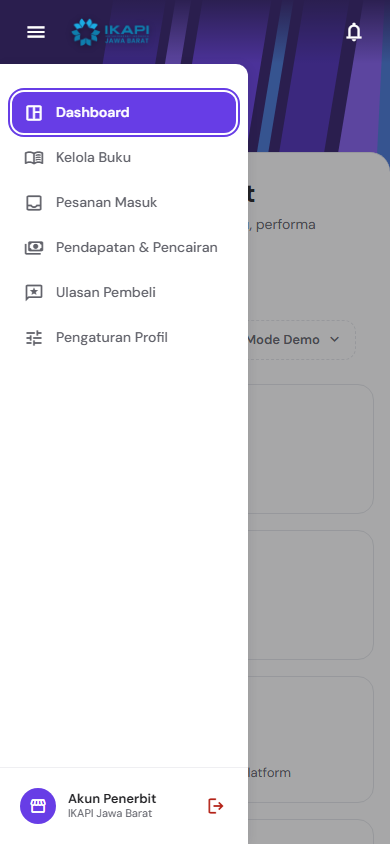 IKAPI
JAWA BARAT
t
Dashboard
Kelola Buku
, performa
Pesanan Masuk
Pendapatan & Pencairan
Ulasan Pembeli
Pengaturan Profil
Mode Demo
latform
Akun Penerbit
IKAPI Jawa Barat